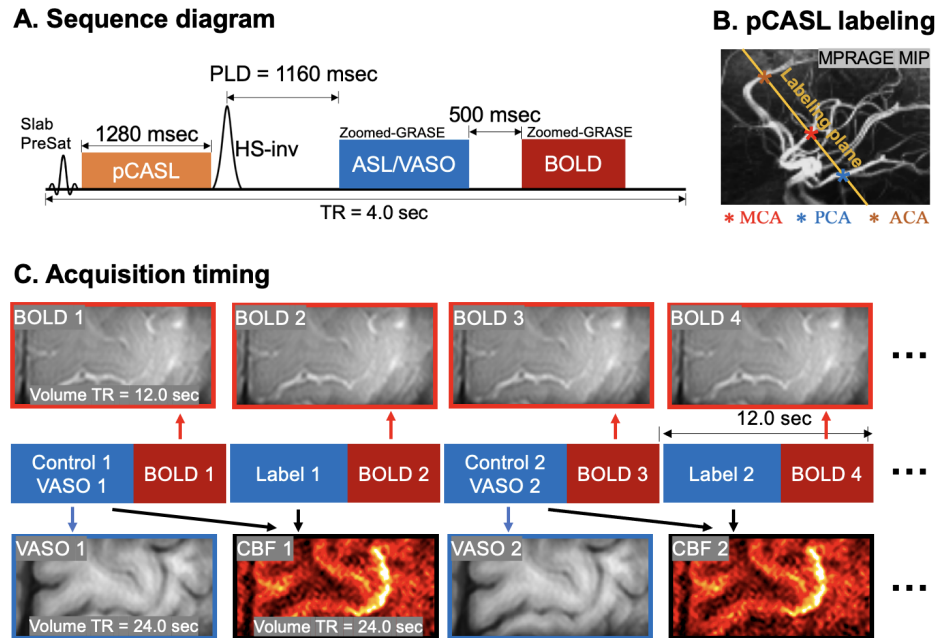 A. Sequence diagram
PLD = 1160 msec
Slab
PreSat
1280 msec
HS-inv
Zoomed-GRASE
500 msec
Zoomed-GRASE
pCASL
ASL/VASO
BOLD
TR = 4.0 sec
B. pCASL labeling
MPRAGE MIP
Labeling plane
* MCA * PCA * ACA
C. Acquisition timing
BOLD 1
BOLD 2
BOLD 3
BOLD 4
Volume TR = 12.0 sec
...
12.0 sec
Control 1
VASO 1
BOLD 1
Label 1
BOLD 2
Control 2
VASO 2
BOLD 3
Label 2
BOLD 4
...
VASO 1
CBF 1
VASO 2
CBF 2
Volume TR = 24.0 sec
Volume TR = 24.0 sec
...